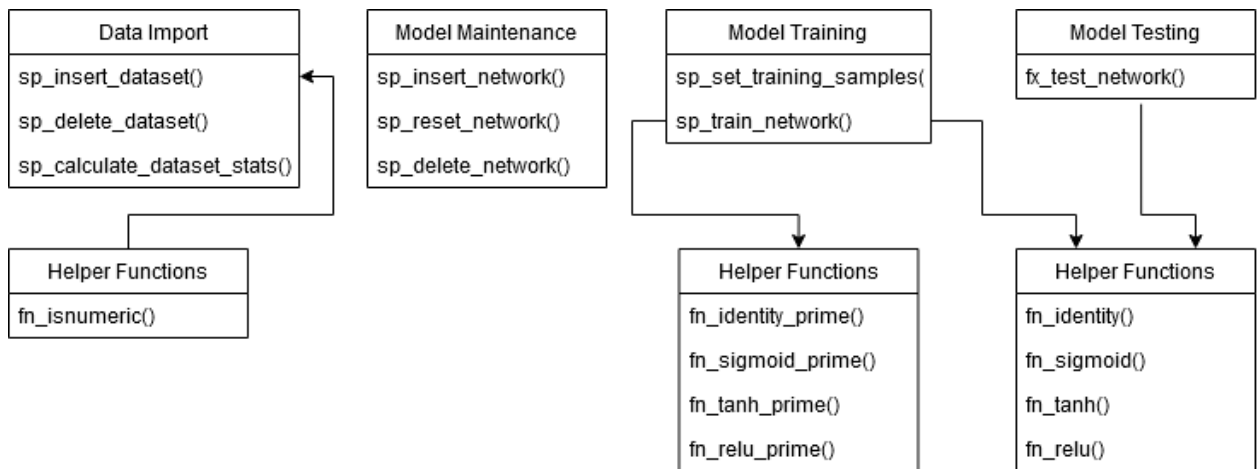 Data Import
sp_insert_dataset()
sp_delete_dataset()
sp_calculate_dataset_stats()
Model Maintenance
sp_insert_network()
sp_reset_network()
sp_delete_network()
Model Training
sp_set_training_samples(
sp_train_network()
Model Testing
fx_test_network()
Helper Functions
fn_isnumeric()
Helper Functions
fn_identity_prime()
fn_sigmoid_prime()
fn_tanh_prime()
fn_relu_prime()
Helper Functions
fn_identity()
fn_sigmoid()
fn_tanh()
fn_relu()